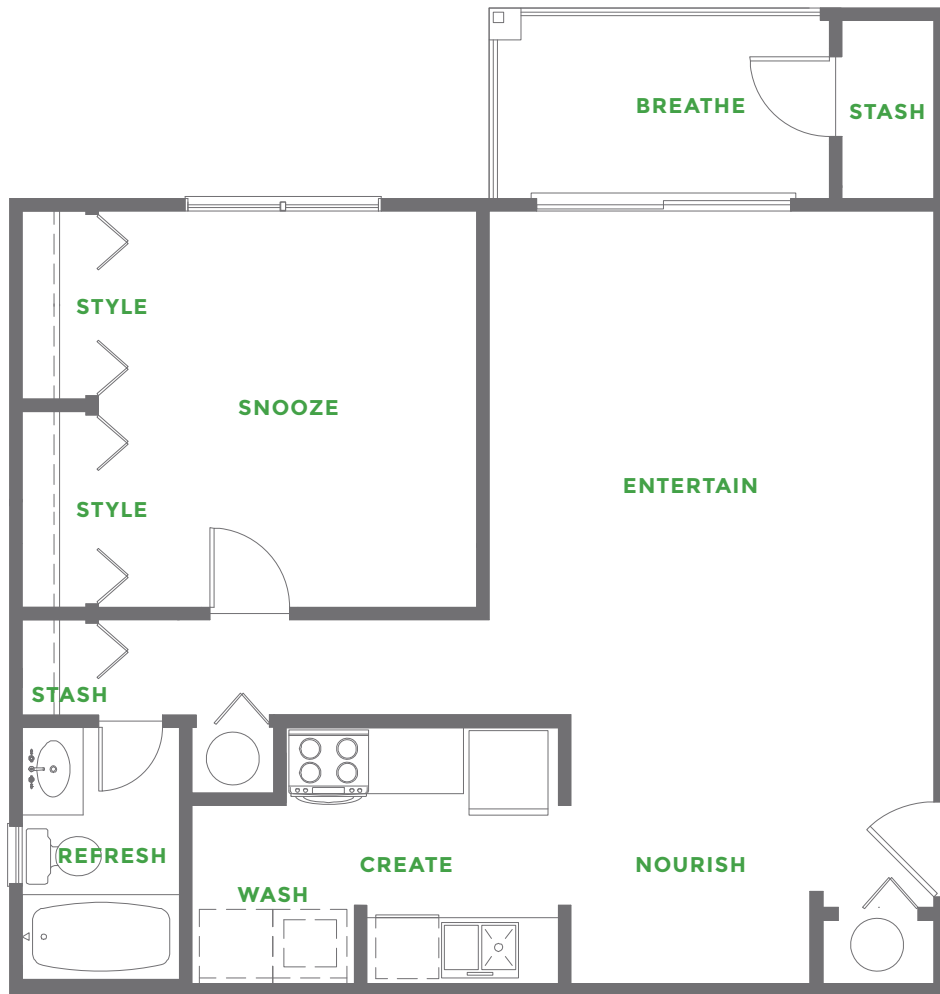 BREATHE
STASH
STYLE
SNOOZE
ENTERTAIN
STYLE
STASH
REFRESH
CREATE
NOURISH
WASH